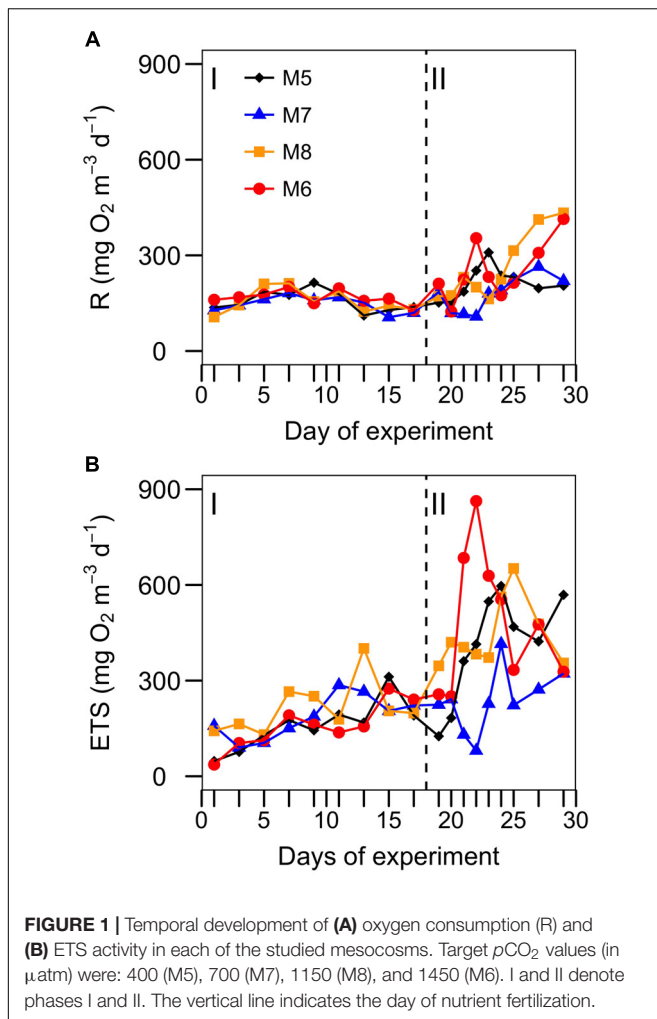 A
900
600
300
0
R (mg O₂ m⁻³ d⁻¹)
I
II
M5
M7
M8
M6
0 5 10 15 20 25 30
Day of experiment
B
900
600
300
0
ETS (mg O₂ m⁻³ d⁻¹)
I
II
0 5 10 15 20 25 30
Days of experiment
FIGURE 1 | Temporal development of (A) oxygen consumption (R) and
(B) ETS activity in each of the studied mesocosms. Target pCO₂ values (in
μatm) were: 400 (M5), 700 (M7), 1150 (M8), and 1450 (M6). I and II denote
phases I and II. The vertical line indicates the day of nutrient fertilization.